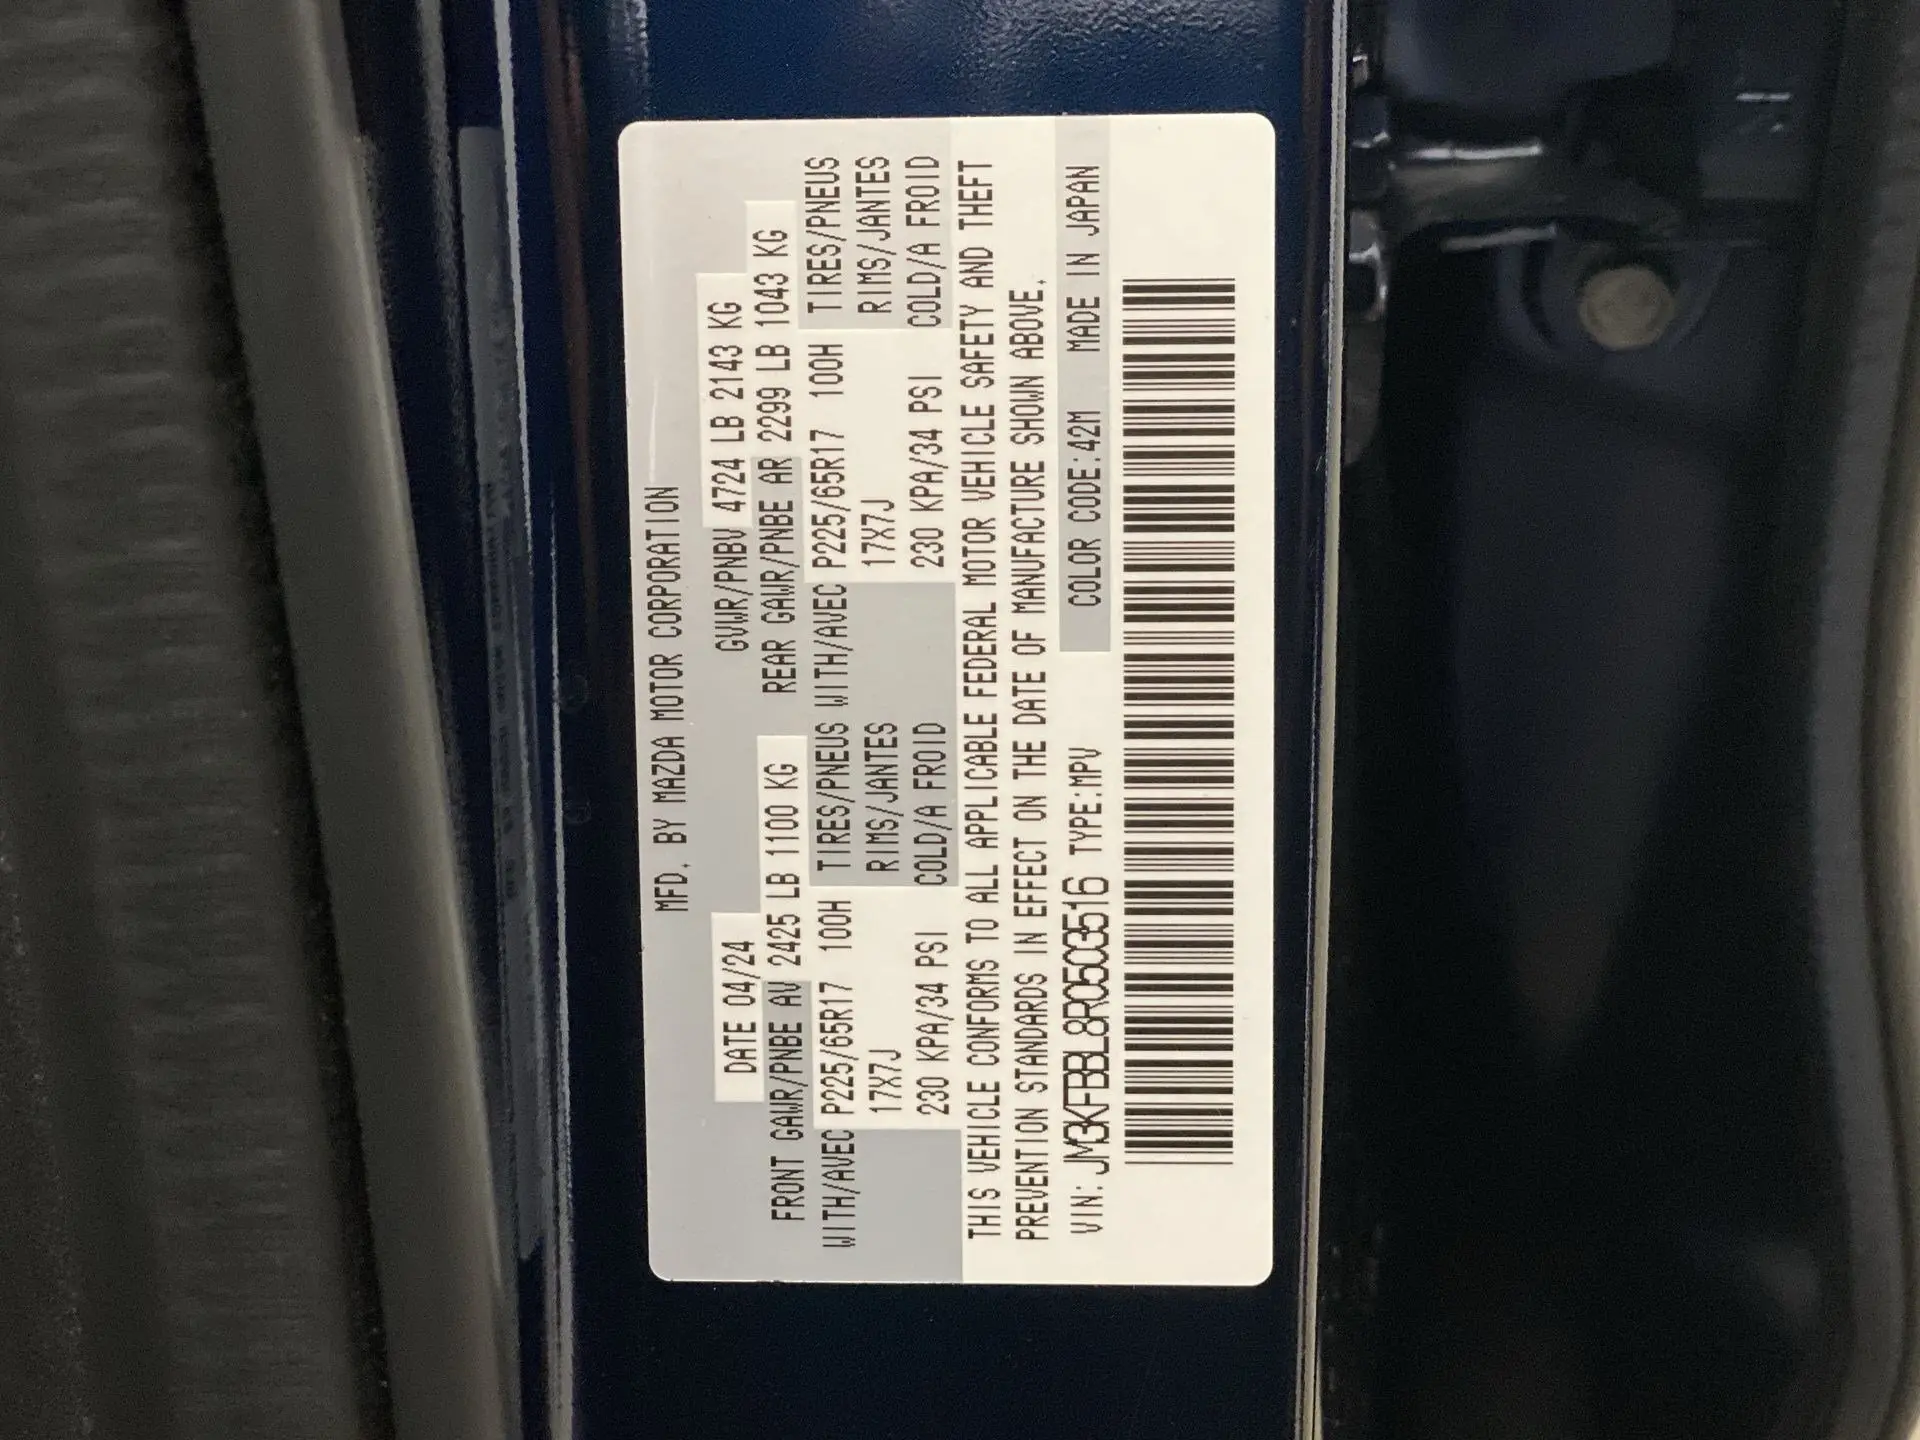 MFD. BY MAZDA MOTOR CORPORATION
DATE 04/24 GVWR/PNBV 4724 LB 2143 KG
FRONT GAWR/PNBE AV 2425 LB 1100 KG REAR GAWR/PNBE AR 2299 LB 1043 KG
WITH/AVEC P225/65R17 100H TIRES/PNEUS WITH/AVEC P225/65R17 100H TIRES/PNEUS
17X7J RIMS/JANTES 17X7J RIMS/JANTES
230 KPA/34 PSI COLD/A FROID 230 KPA/34 PSI COLD/A FROID
THIS VEHICLE CONFORMS TO ALL APPLICABLE FEDERAL MOTOR VEHICLE SAFETY AND THEFT
PREVENTION STANDARDS IN EFFECT ON THE DATE OF MANUFACTURE SHOWN ABOVE.
VIN: JM3KFBBL8R0503516 TYPE:MPV COLOR CODE:42M MADE IN JAPAN